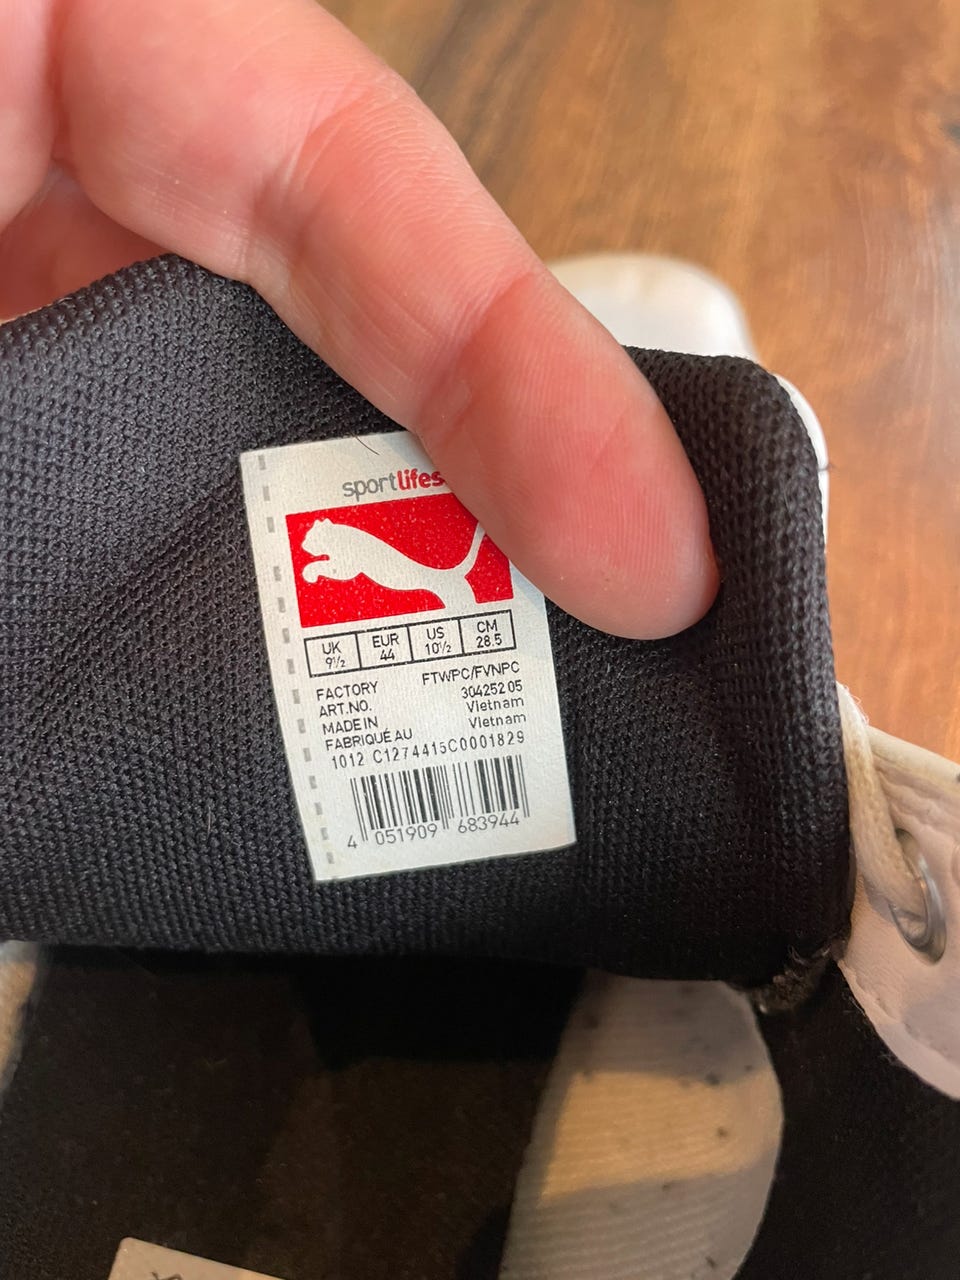 sportlifes
UK EUR US CM
9½ 44 10½ 28.5
FACTORY FTWPC/FVNPC
ART.NO. 304252 05
MADE IN Vietnam
FABRIQUÉ AU Vietnam
1012 C1274415C0001829
4 051909 683944